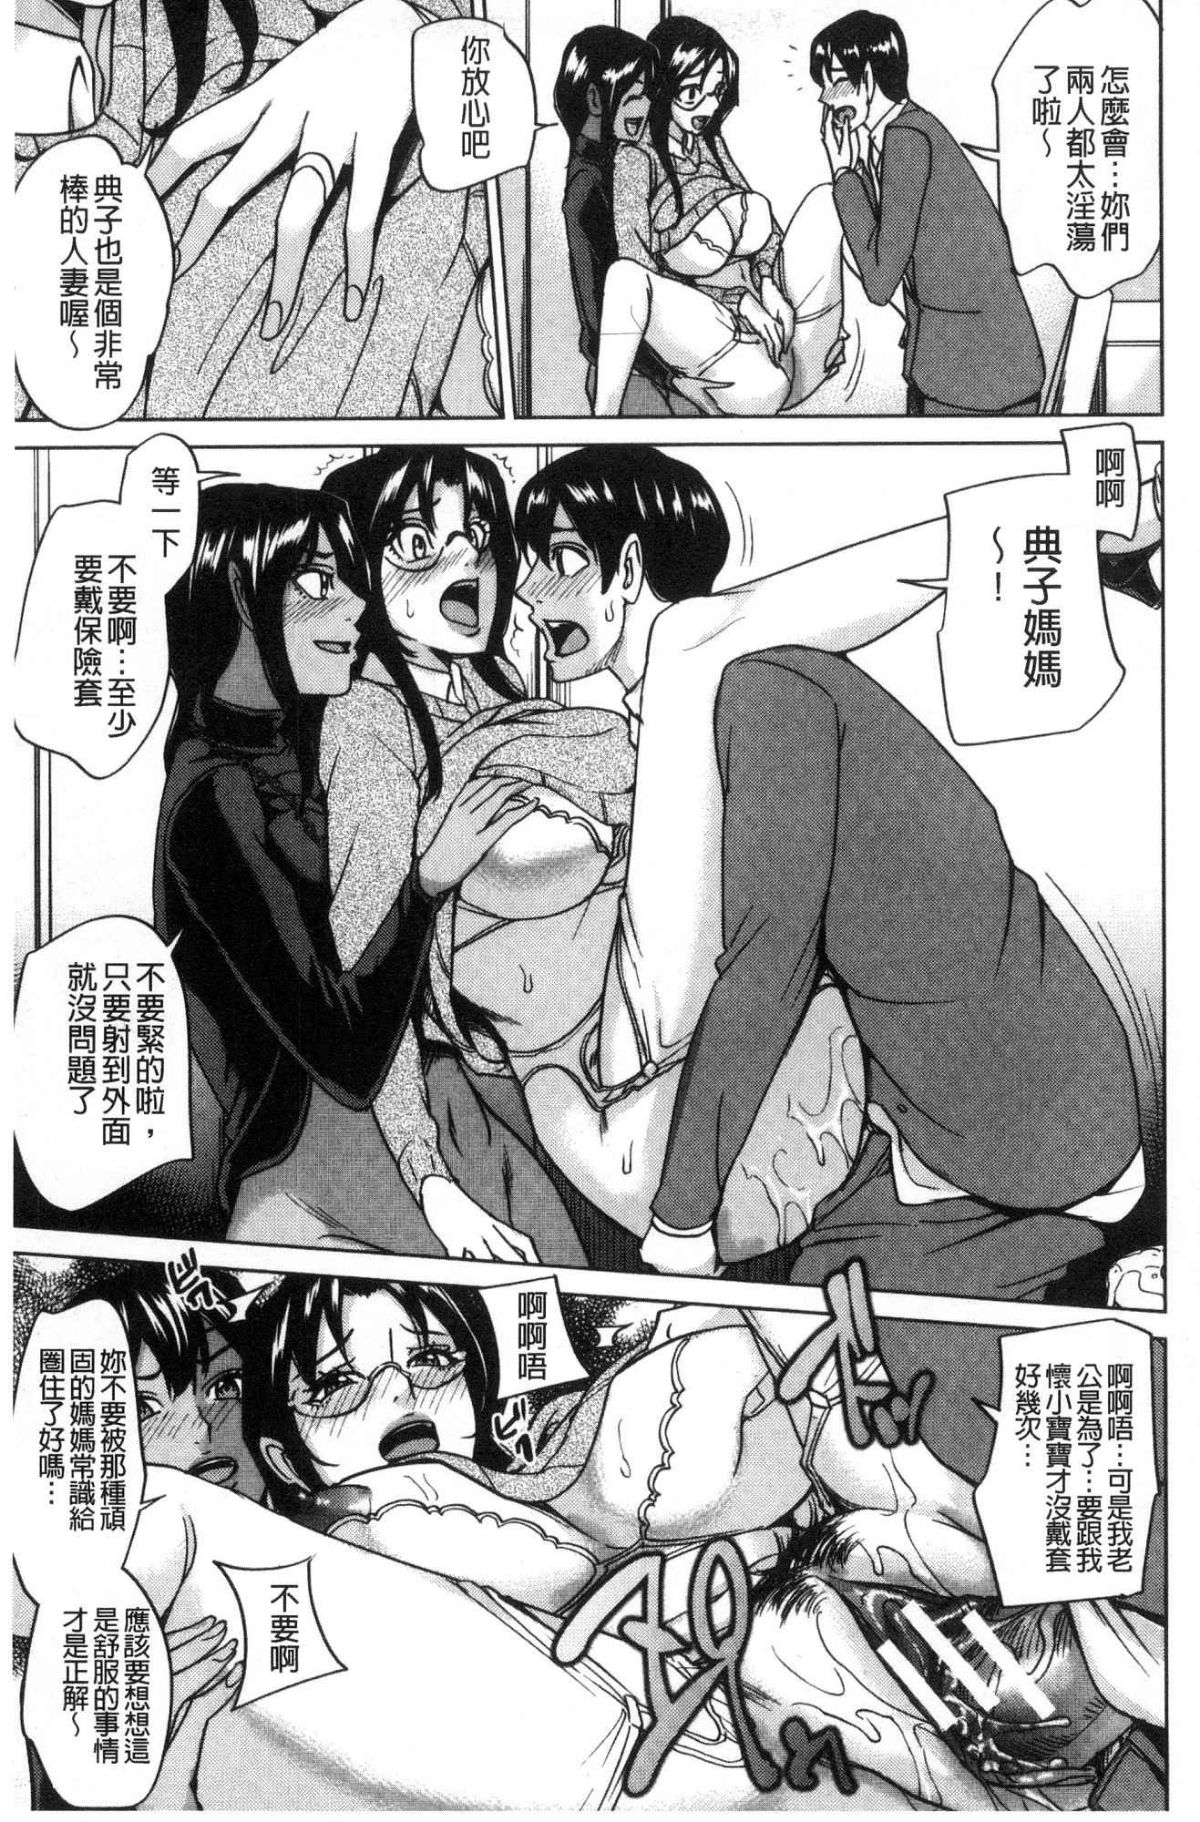 怎麼會…妳們
兩人都太淫蕩
了啦～
你放心吧
典子也是個非常
棒的人妻喔～
啊啊
典子媽媽
～！
等一下
不要啊…至少
要戴保險套
不要緊的啦，
只要射到外面
就沒問題了
啊啊唔…可是我老
公是為了…要跟我
懷小寶寶才沒戴套
好幾次…
啊啊唔
妳不要被那種頑
固的媽媽常識給
圈住了好嗎…
不要啊
應該要想想這
是舒服的事情
才是正解～